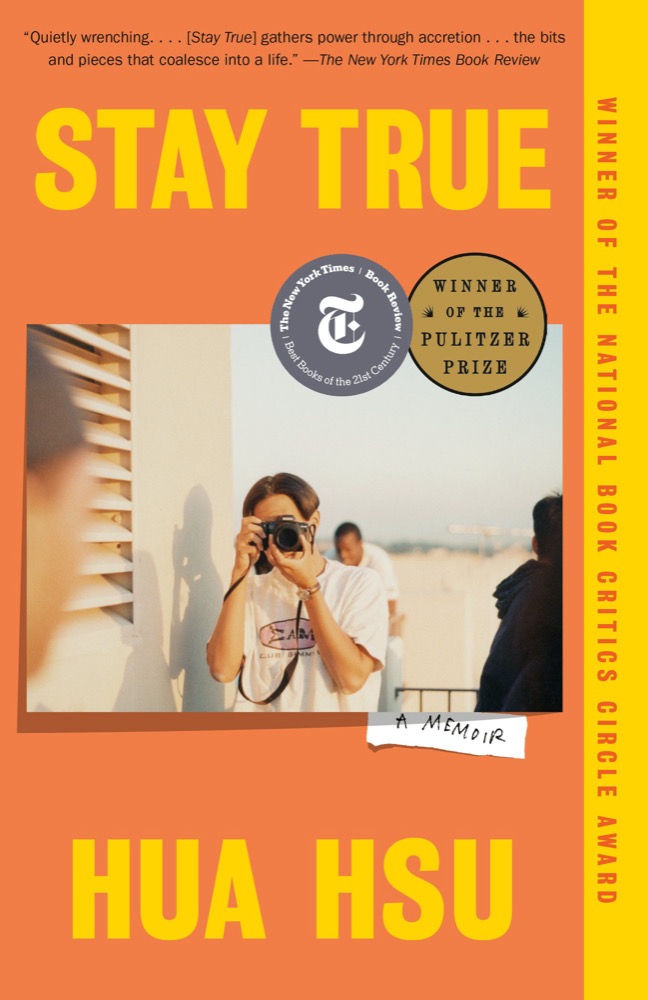 “Quietly wrenching. . . . [Stay True] gathers power through accretion . . . the bits
and pieces that coalesce into a life.” —The New York Times Book Review
STAY TRUE
The New York Times | Book Review
| Best Books of the 21st Century |
WINNER
OF THE
PULITZER
PRIZE
A MEMOIR
HUA HSU
WINNER OF THE NATIONAL BOOK CRITICS CIRCLE AWARD